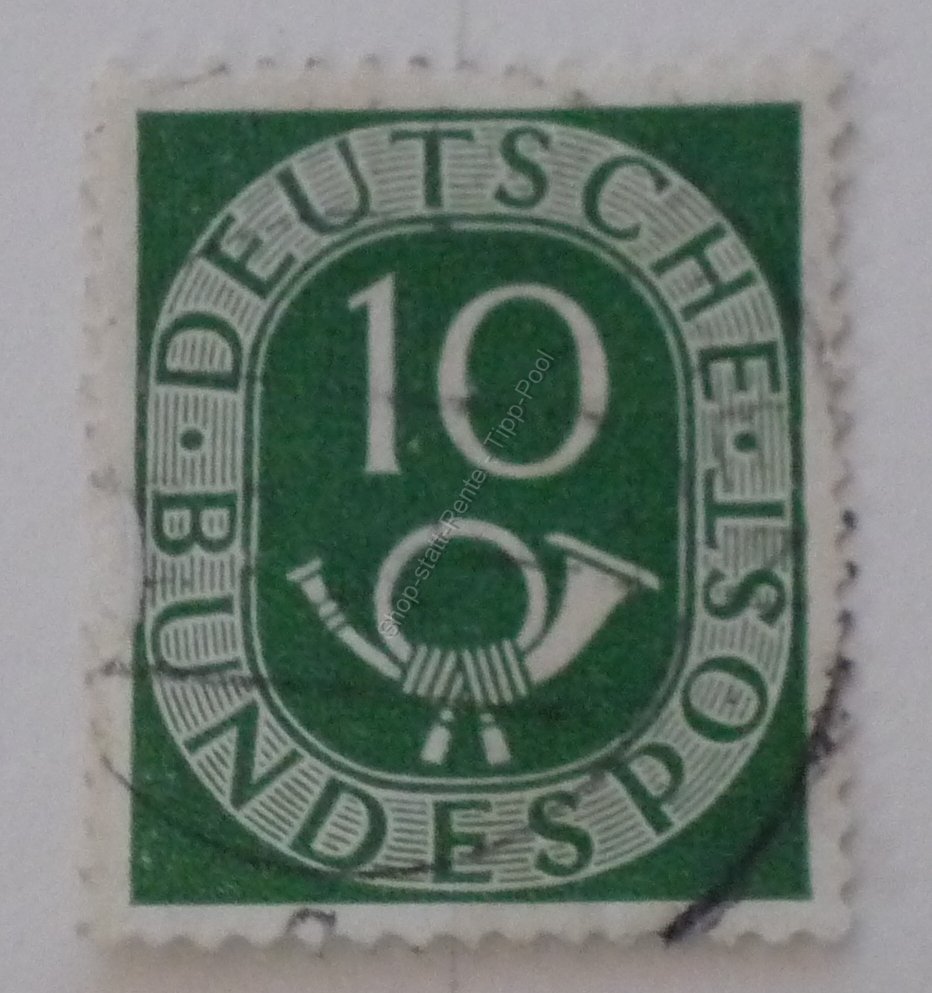 DEUTSCHE
10
BUNDESPOST
Shop-statt-Rente-Tipp-Pool